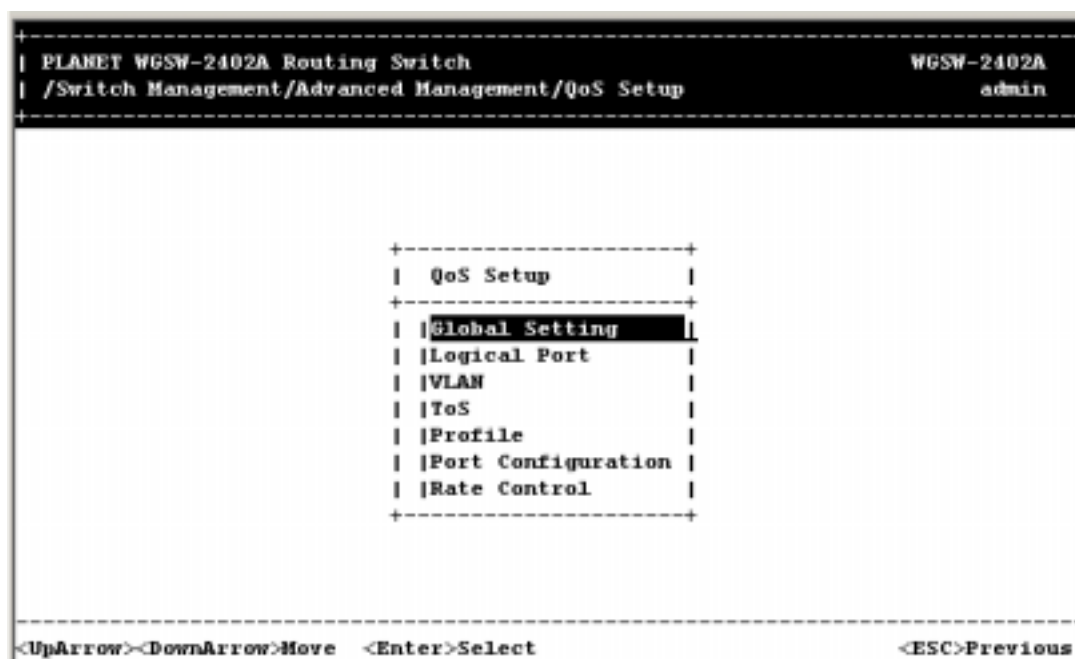 PLANET WGSW-2402A Routing Switch WGSW-2402A
/Switch Management/Advanced Management/QoS Setup admin
QoS Setup
Global Setting
Logical Port
VLAN
ToS
Profile
Port Configuration
Rate Control
<UpArrow><DownArrow>Move <Enter>Select <ESC>Previous